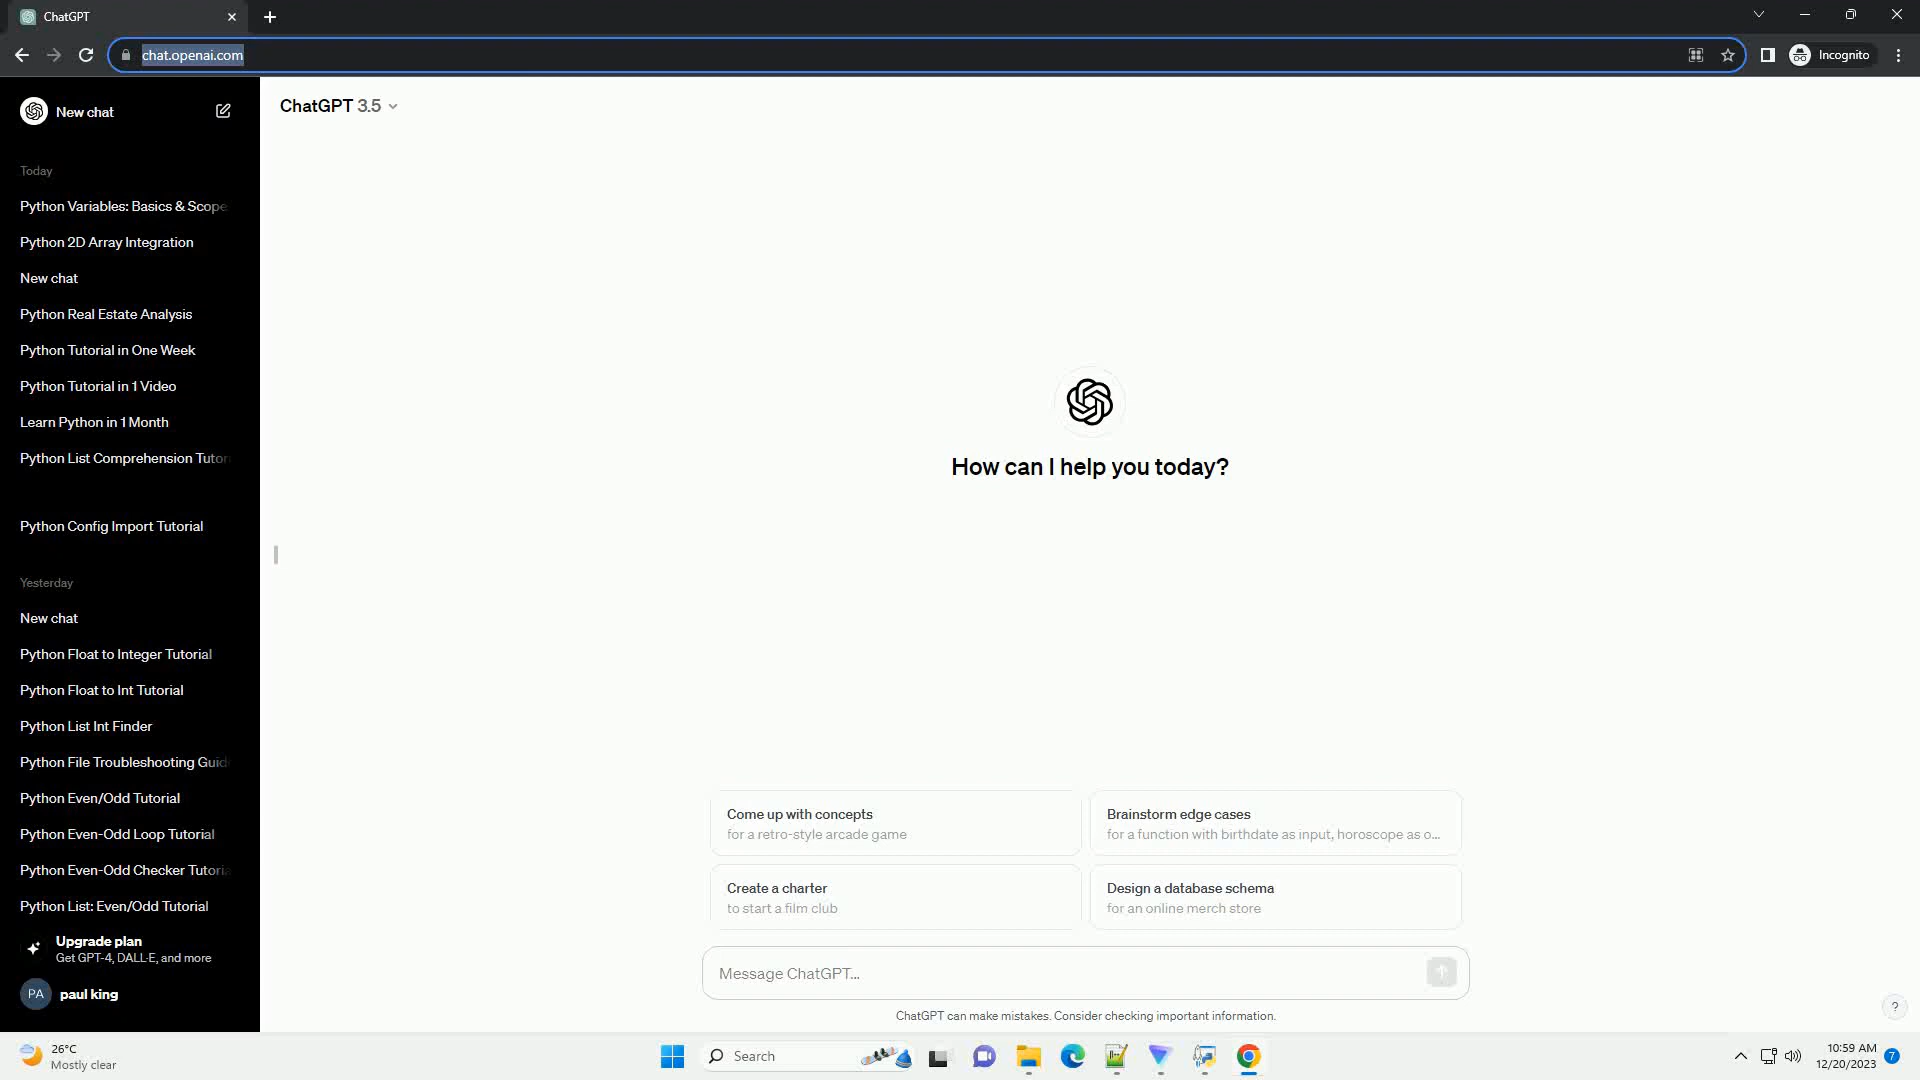 ChatGPT
chat.openai.com
Incognito
New chat
ChatGPT 3.5
Today
Python Variables: Basics & Scope
Python 2D Array Integration
New chat
Python Real Estate Analysis
Python Tutorial in One Week
Python Tutorial in 1 Video
Learn Python in 1 Month
Python List Comprehension Tutor
Python Config Import Tutorial
Yesterday
New chat
Python Float to Integer Tutorial
Python Float to Int Tutorial
Python List Int Finder
Python File Troubleshooting Guid
Python Even/Odd Tutorial
Python Even-Odd Loop Tutorial
Python Even-Odd Checker Tutoria
Python List: Even/Odd Tutorial
Upgrade plan
Get GPT-4, DALL·E, and more
PA
paul king
How can I help you today?
Come up with concepts
for a retro-style arcade game
Brainstorm edge cases
for a function with birthdate as input, horoscope as o...
Create a charter
to start a film club
Design a database schema
for an online merch store
Message ChatGPT...
ChatGPT can make mistakes. Consider checking important information.
?
26°C
Mostly clear
Search
10:59 AM
12/20/2023
7